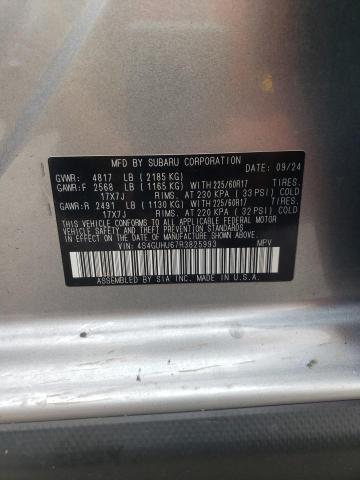 MFD BY SUBARU CORPORATION DATE: 09/24
GVWR: 4817 LB (2185 KG)
GAWR:F 2568 LB (1165 KG) WITH 225/60R17 TIRES.
17X7J RIMS. AT 230 KPA (33 PSI) COLD
GAWR:R 2491 LB (1130 KG) WITH 225/60R17 TIRES.
17X7J RIMS. AT 220 KPA (32 PSI) COLD
THIS VEHICLE CONFORMS TO ALL APPLICABLE FEDERAL MOTOR
VEHICLE SAFETY STANDARDS IN EFFECT ON THE DATE OF
MANUFACTURE SHOWN ABOVE.
VIN: 4S4GUHU67R3825993 MPV
ASSEMBLED BY SIA INC. MADE IN U.S.A.